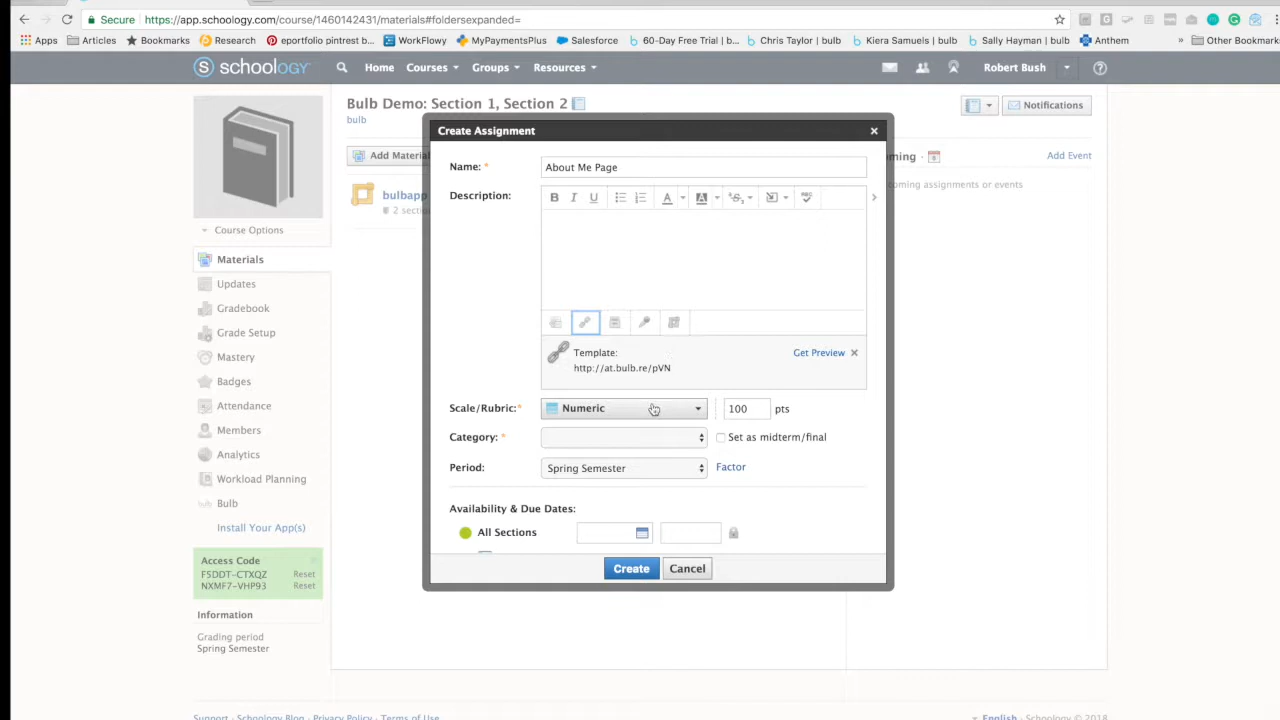 Secure https://app.schoology.com/course/1460142431/materials#foldersexpanded=
Apps Articles Bookmarks Research eportfolio pintrest b... WorkFlowy MyPaymentsPlus Salesforce 60-Day Free Trial | b... Chris Taylor | bulb Kiera Samuels | bulb Sally Hayman | bulb Anthem » Other Bookmarks
schoology Home Courses Groups Resources Robert Bush
Bulb Demo: Section 1, Section 2
bulb
Notifications
Add Material
bulbapp
2 section
Create Assignment
Name: *
About Me Page
Description:
B I U
Template:
http://at.bulb.re/pVN
Get Preview
Scale/Rubric:*
Numeric
100 pts
Category: *
Set as midterm/final
Period:
Spring Semester
Factor
Availability & Due Dates:
All Sections
Create
Cancel
Add Event
coming assignments or events
Course Options
Materials
Updates
Gradebook
Grade Setup
Mastery
Badges
Attendance
Members
Analytics
Workload Planning
Bulb
Install Your App(s)
Access Code
F5DDT-CTXQZ Reset
NXMF7-VHP93 Reset
Information
Grading period
Spring Semester
Support · Schoology Blog · Privacy Policy · Terms of Use
English · Schoology © 2018